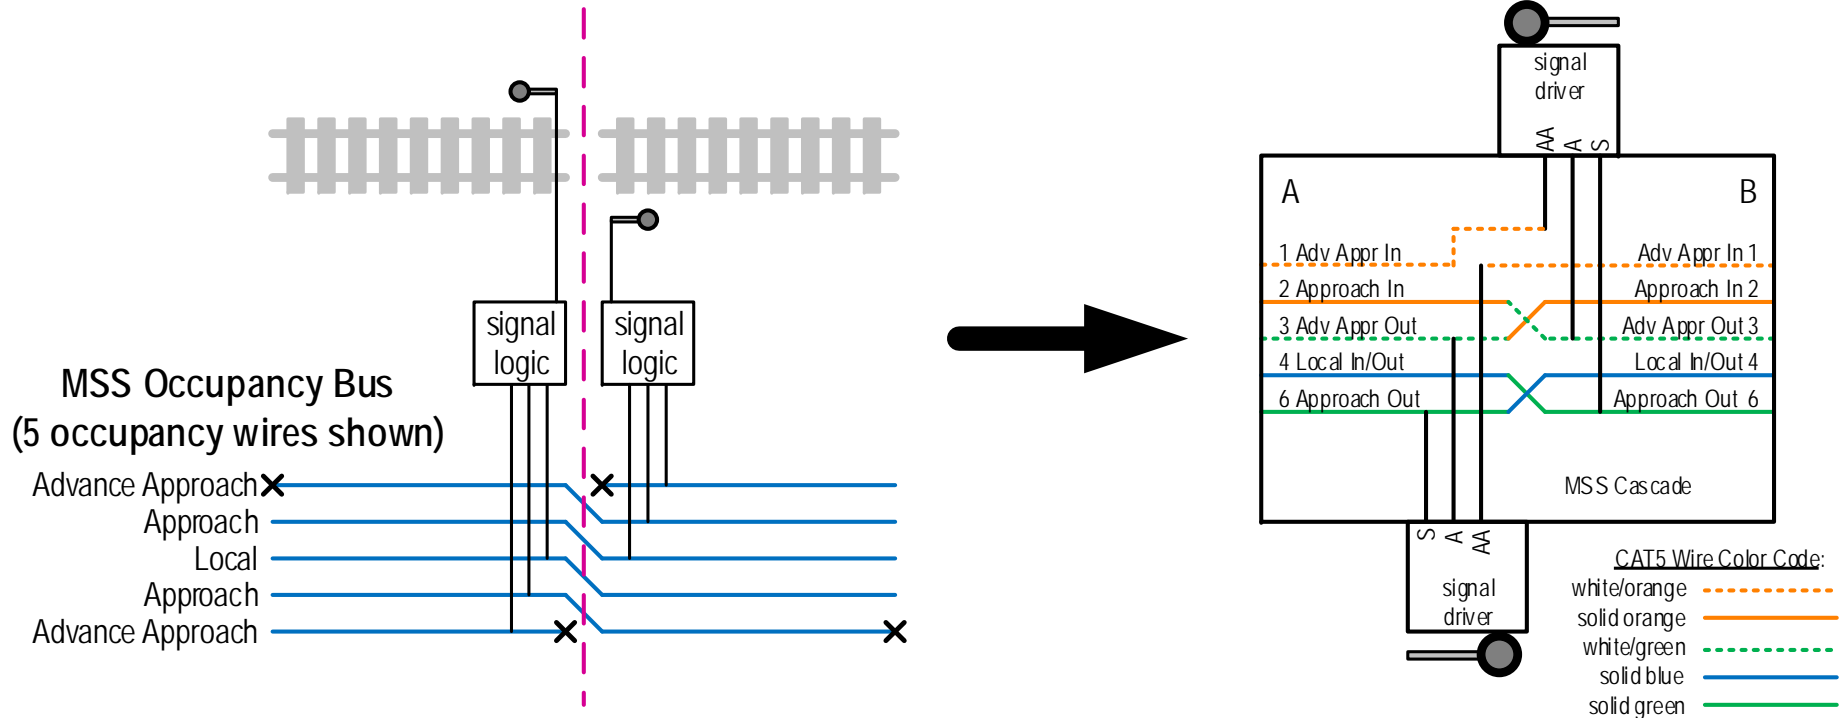 signal
logic
signal
logic
MSS Occupancy Bus
(5 occupancy wires shown)
Advance Approach
Approach
Local
Approach
Advance Approach
signal
driver
AA
A
S
A
B
1 Adv Appr In
Adv Appr In 1
2 Approach In
Approach In 2
3 Adv Appr Out
Adv Appr Out 3
4 Local In/Out
Local In/Out 4
6 Approach Out
Approach Out 6
MSS Cascade
S
A
AA
signal
driver
CAT5 Wire Color Code:
white/orange
solid orange
white/green
solid blue
solid green